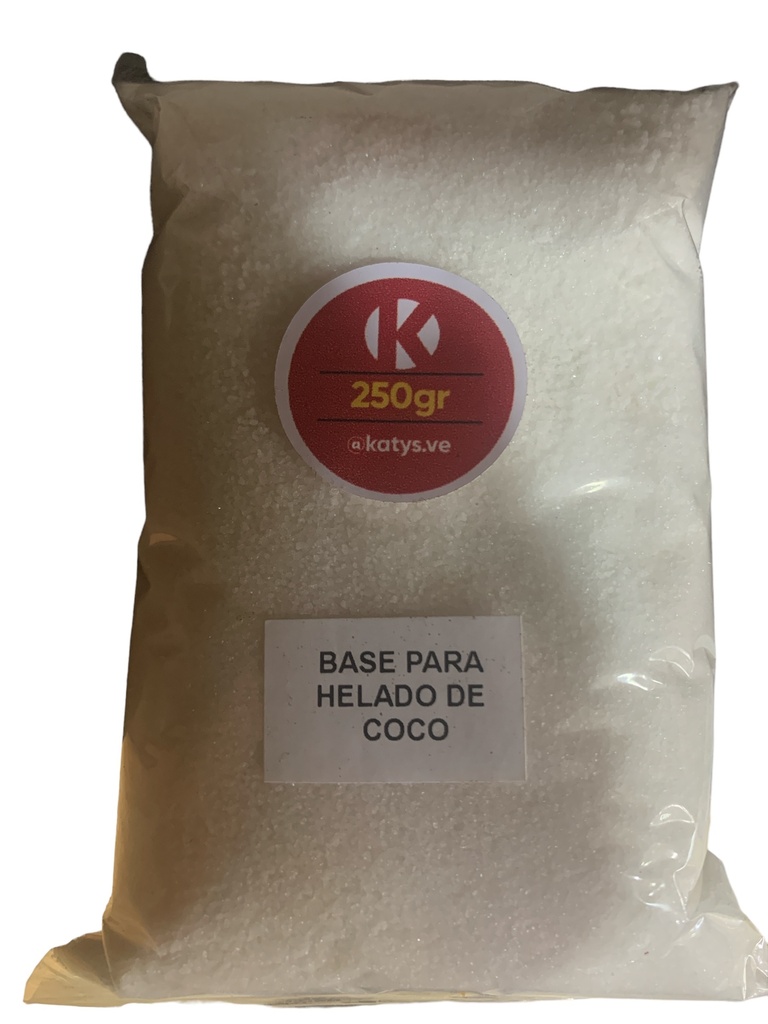 K
250gr
@katys.ve
BASE PARA
HELADO DE
COCO